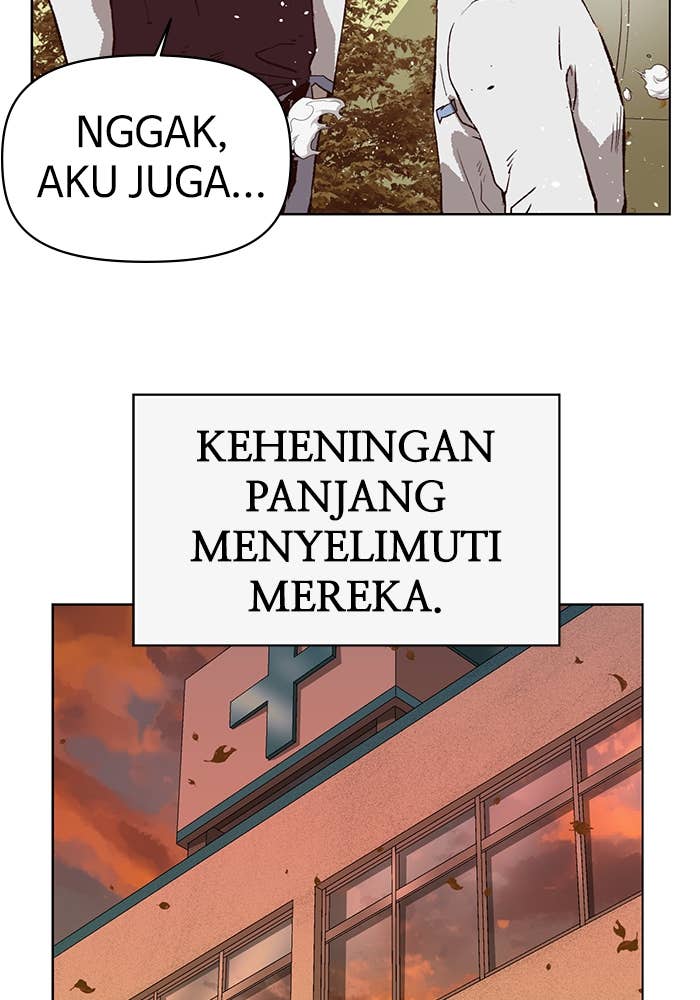 NGGAK,
AKU JUGA...
KEHENINGAN
PANJANG
MENYELIMUTI
MEREKA.